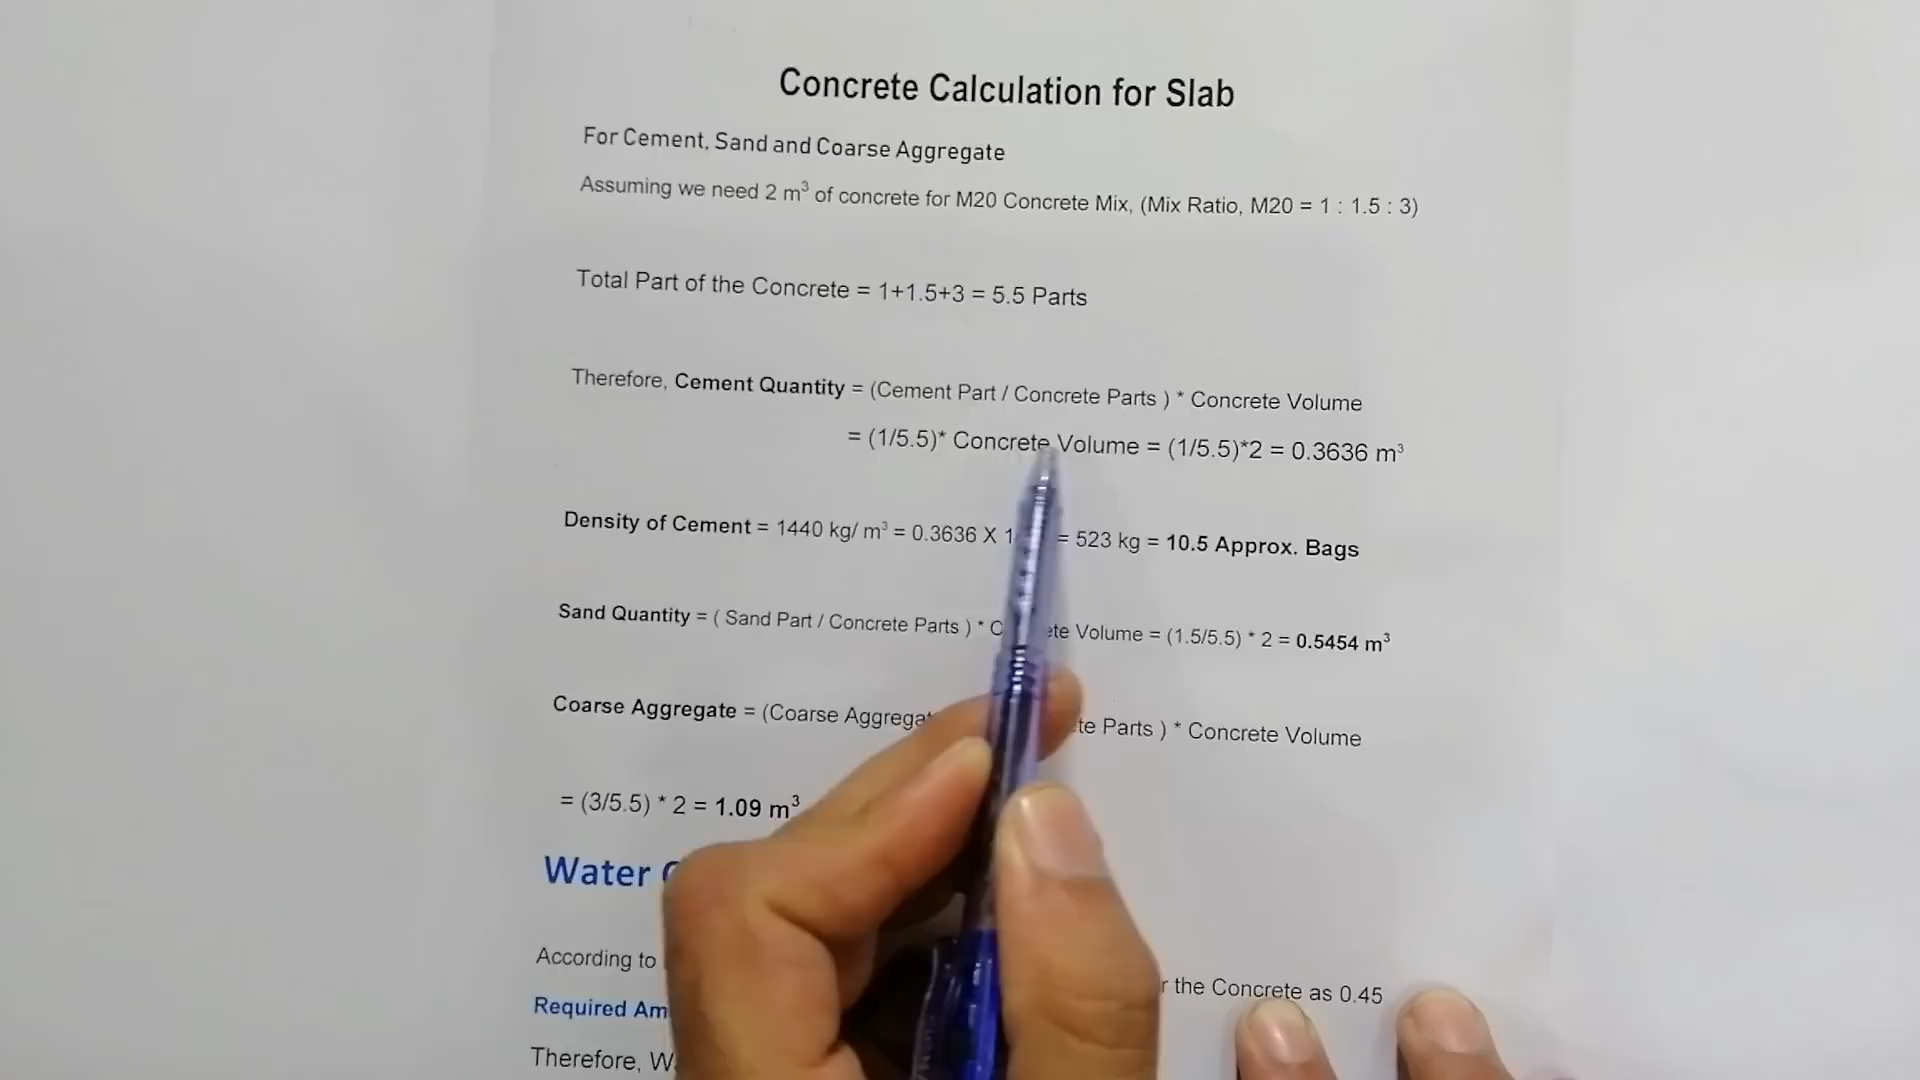 Concrete Calculation for Slab
For Cement, Sand and Coarse Aggregate
Assuming we need 2 m³ of concrete for M20 Concrete Mix, (Mix Ratio, M20 = 1 : 1.5 : 3)
Total Part of the Concrete = 1+1.5+3 = 5.5 Parts
Therefore, Cement Quantity = (Cement Part / Concrete Parts ) * Concrete Volume
= (1/5.5)* Concrete Volume = (1/5.5)*2 = 0.3636 m³
Density of Cement = 1440 kg/ m³ = 0.3636 X = 523 kg = 10.5 Approx. Bags
Sand Quantity = ( Sand Part / Concrete Parts ) * Volume = (1.5/5.5) * 2 = 0.5454 m³
Coarse Aggregate = (Coarse Parts ) * Concrete Volume
= (3/5.5) * 2 = 1.09 m³
Water
According to the Concrete as 0.45
Required
Therefore,